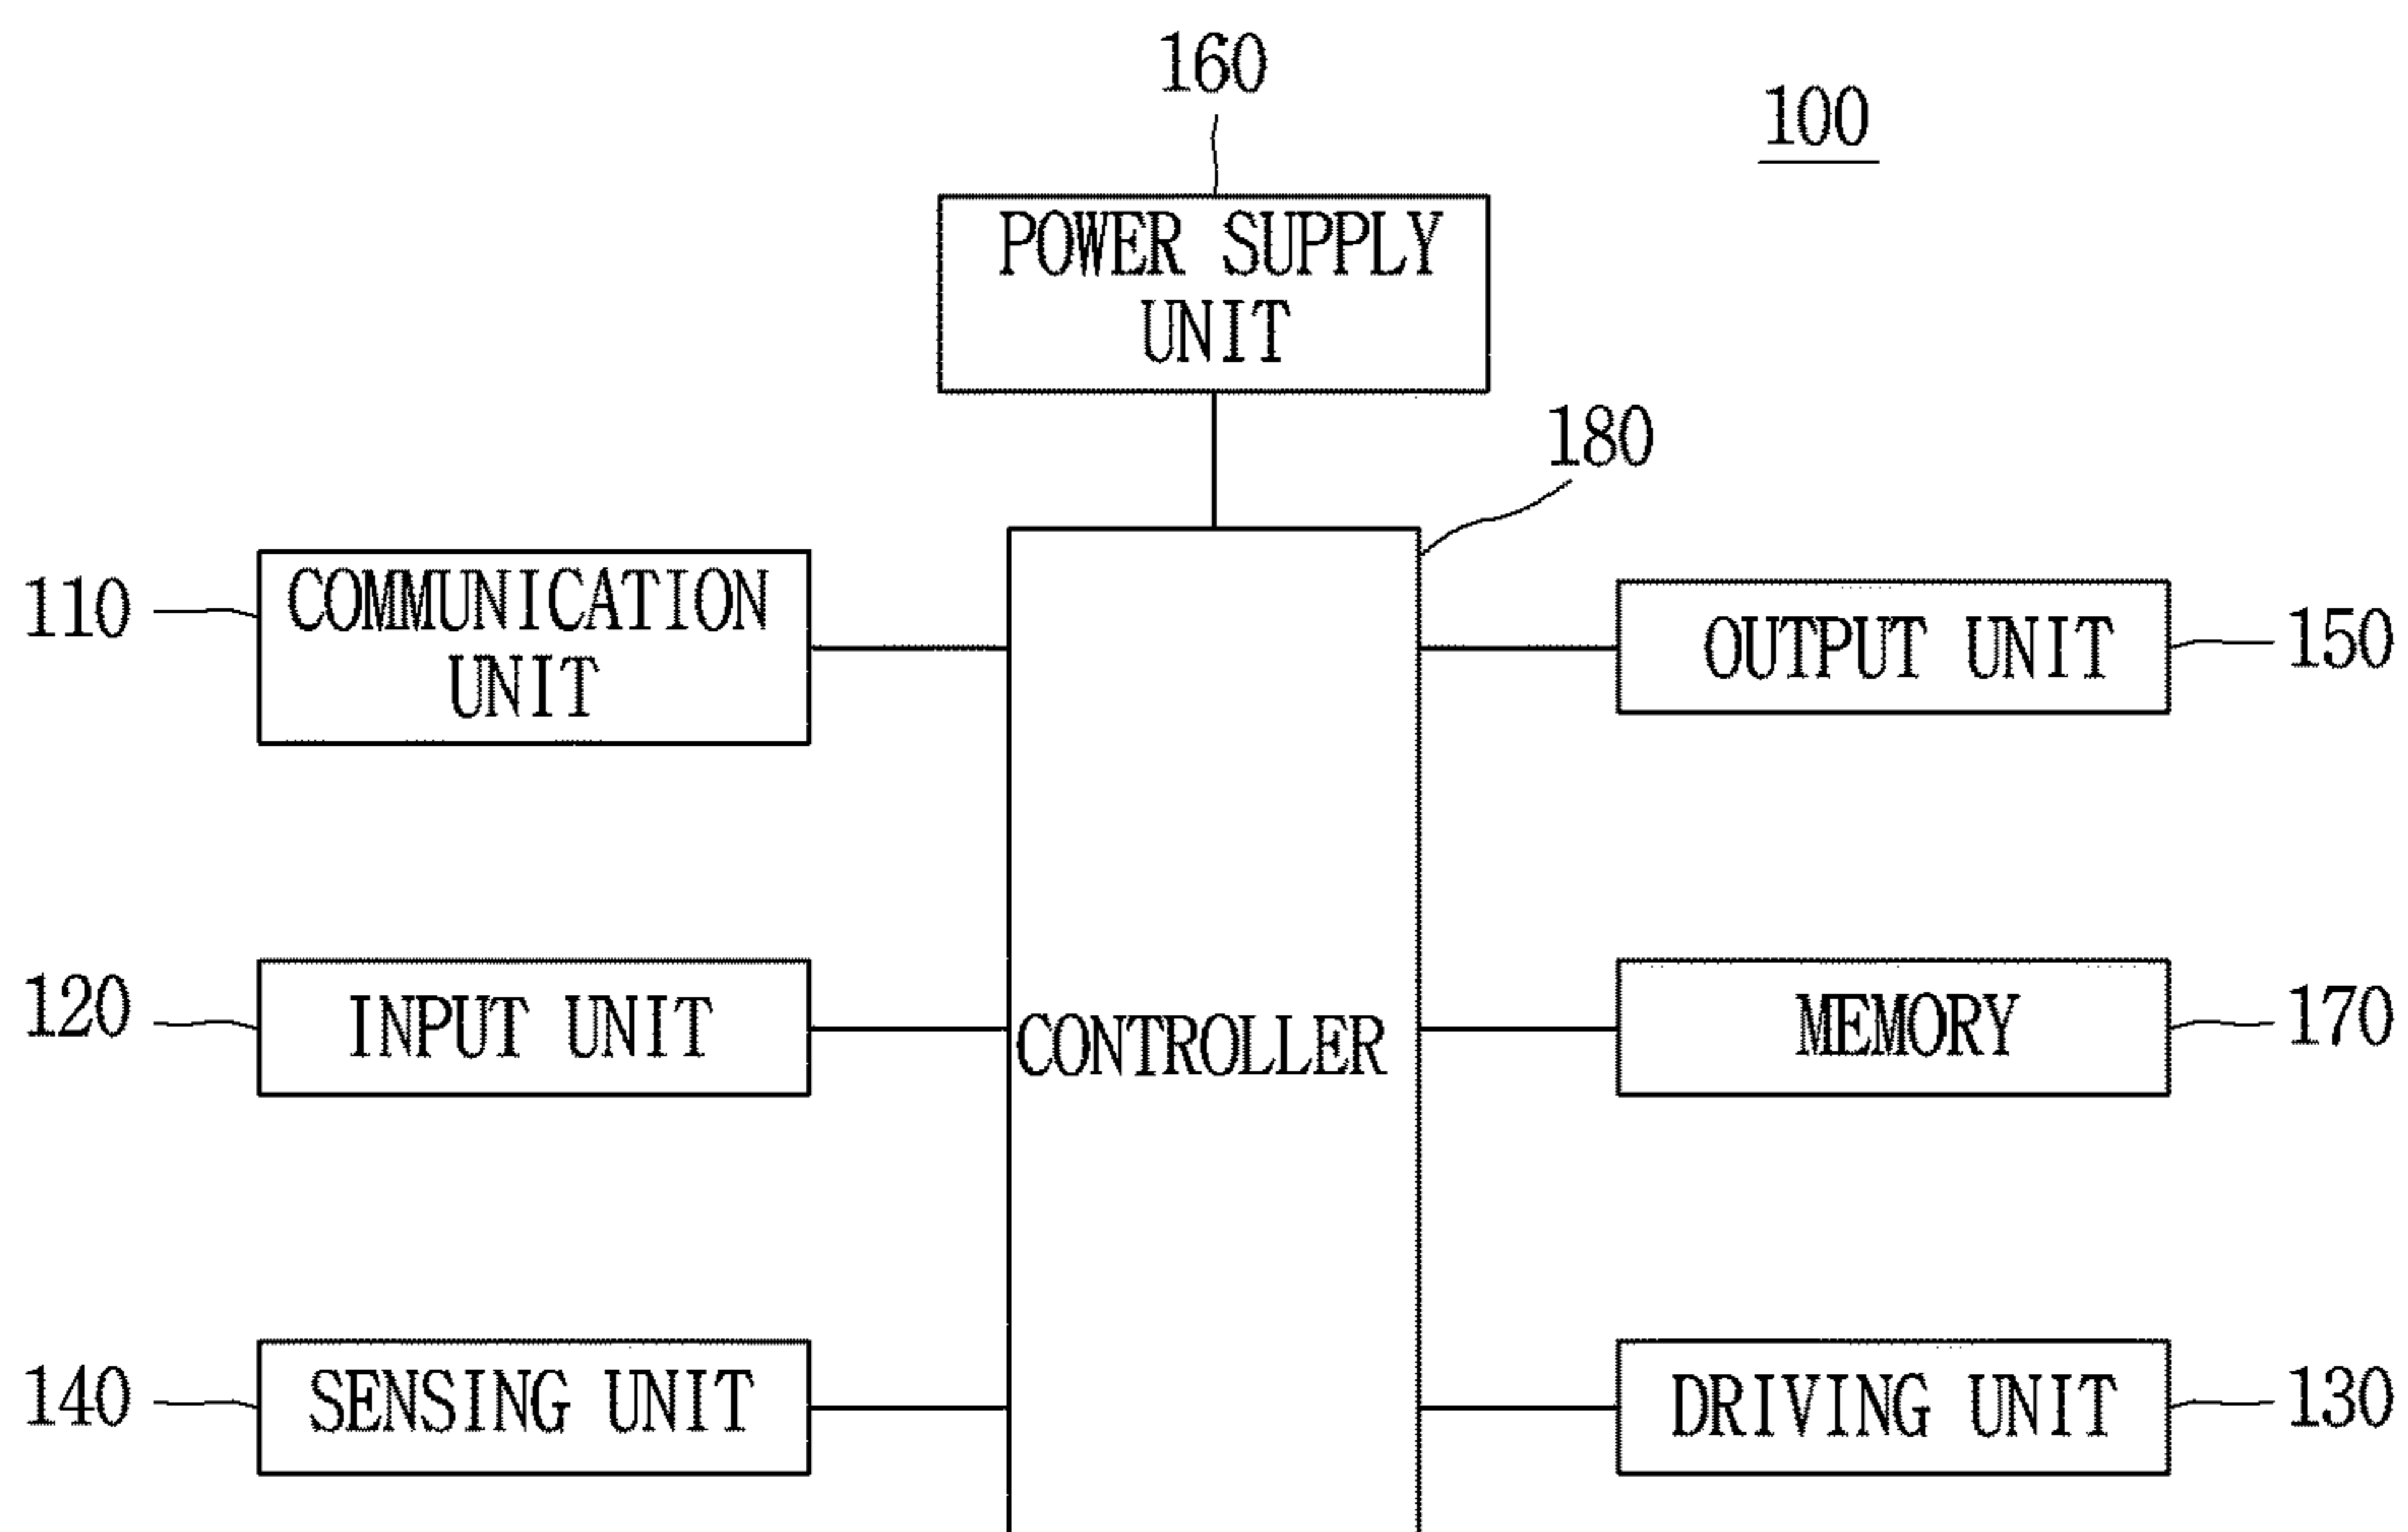 160
100
POWER SUPPLY
UNIT
180
110
COMMUNICATION
UNIT
OUTPUT UNIT
150
120
INPUT UNIT
CONTROLLER
MEMORY
170
140
SENSING UNIT
DRIVING UNIT
130